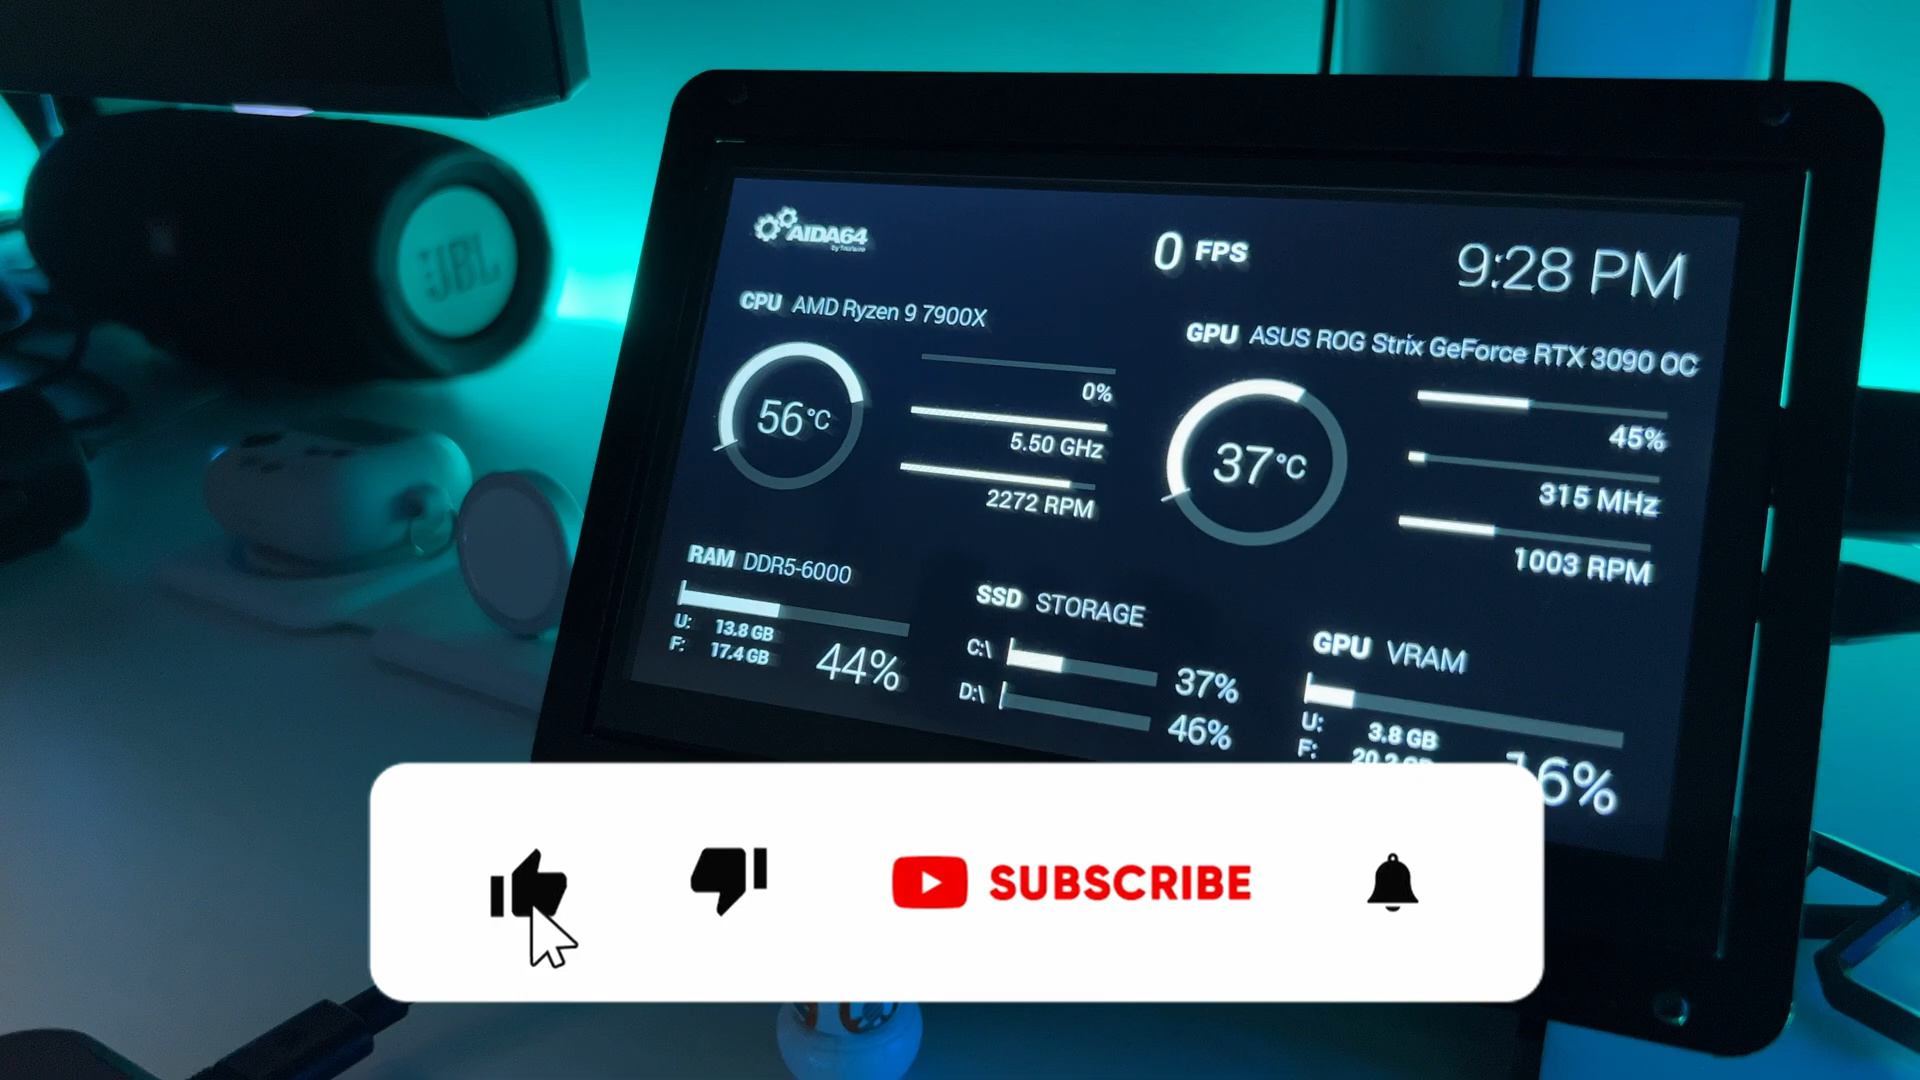 JBL
AIDA64
0 FPS
9:28 PM
CPU AMD Ryzen 9 7900X
56°C
0%
5.50 GHz
2272 RPM
GPU ASUS ROG Strix GeForce RTX 3090 OC
37°C
45%
315 MHz
1003 RPM
RAM DDR5-6000
U: 13.8 GB
F: 17.4 GB
44%
SSD STORAGE
C:\ 37%
D:\ 46%
GPU VRAM
U: 3.8 GB
F:
SUBSCRIBE